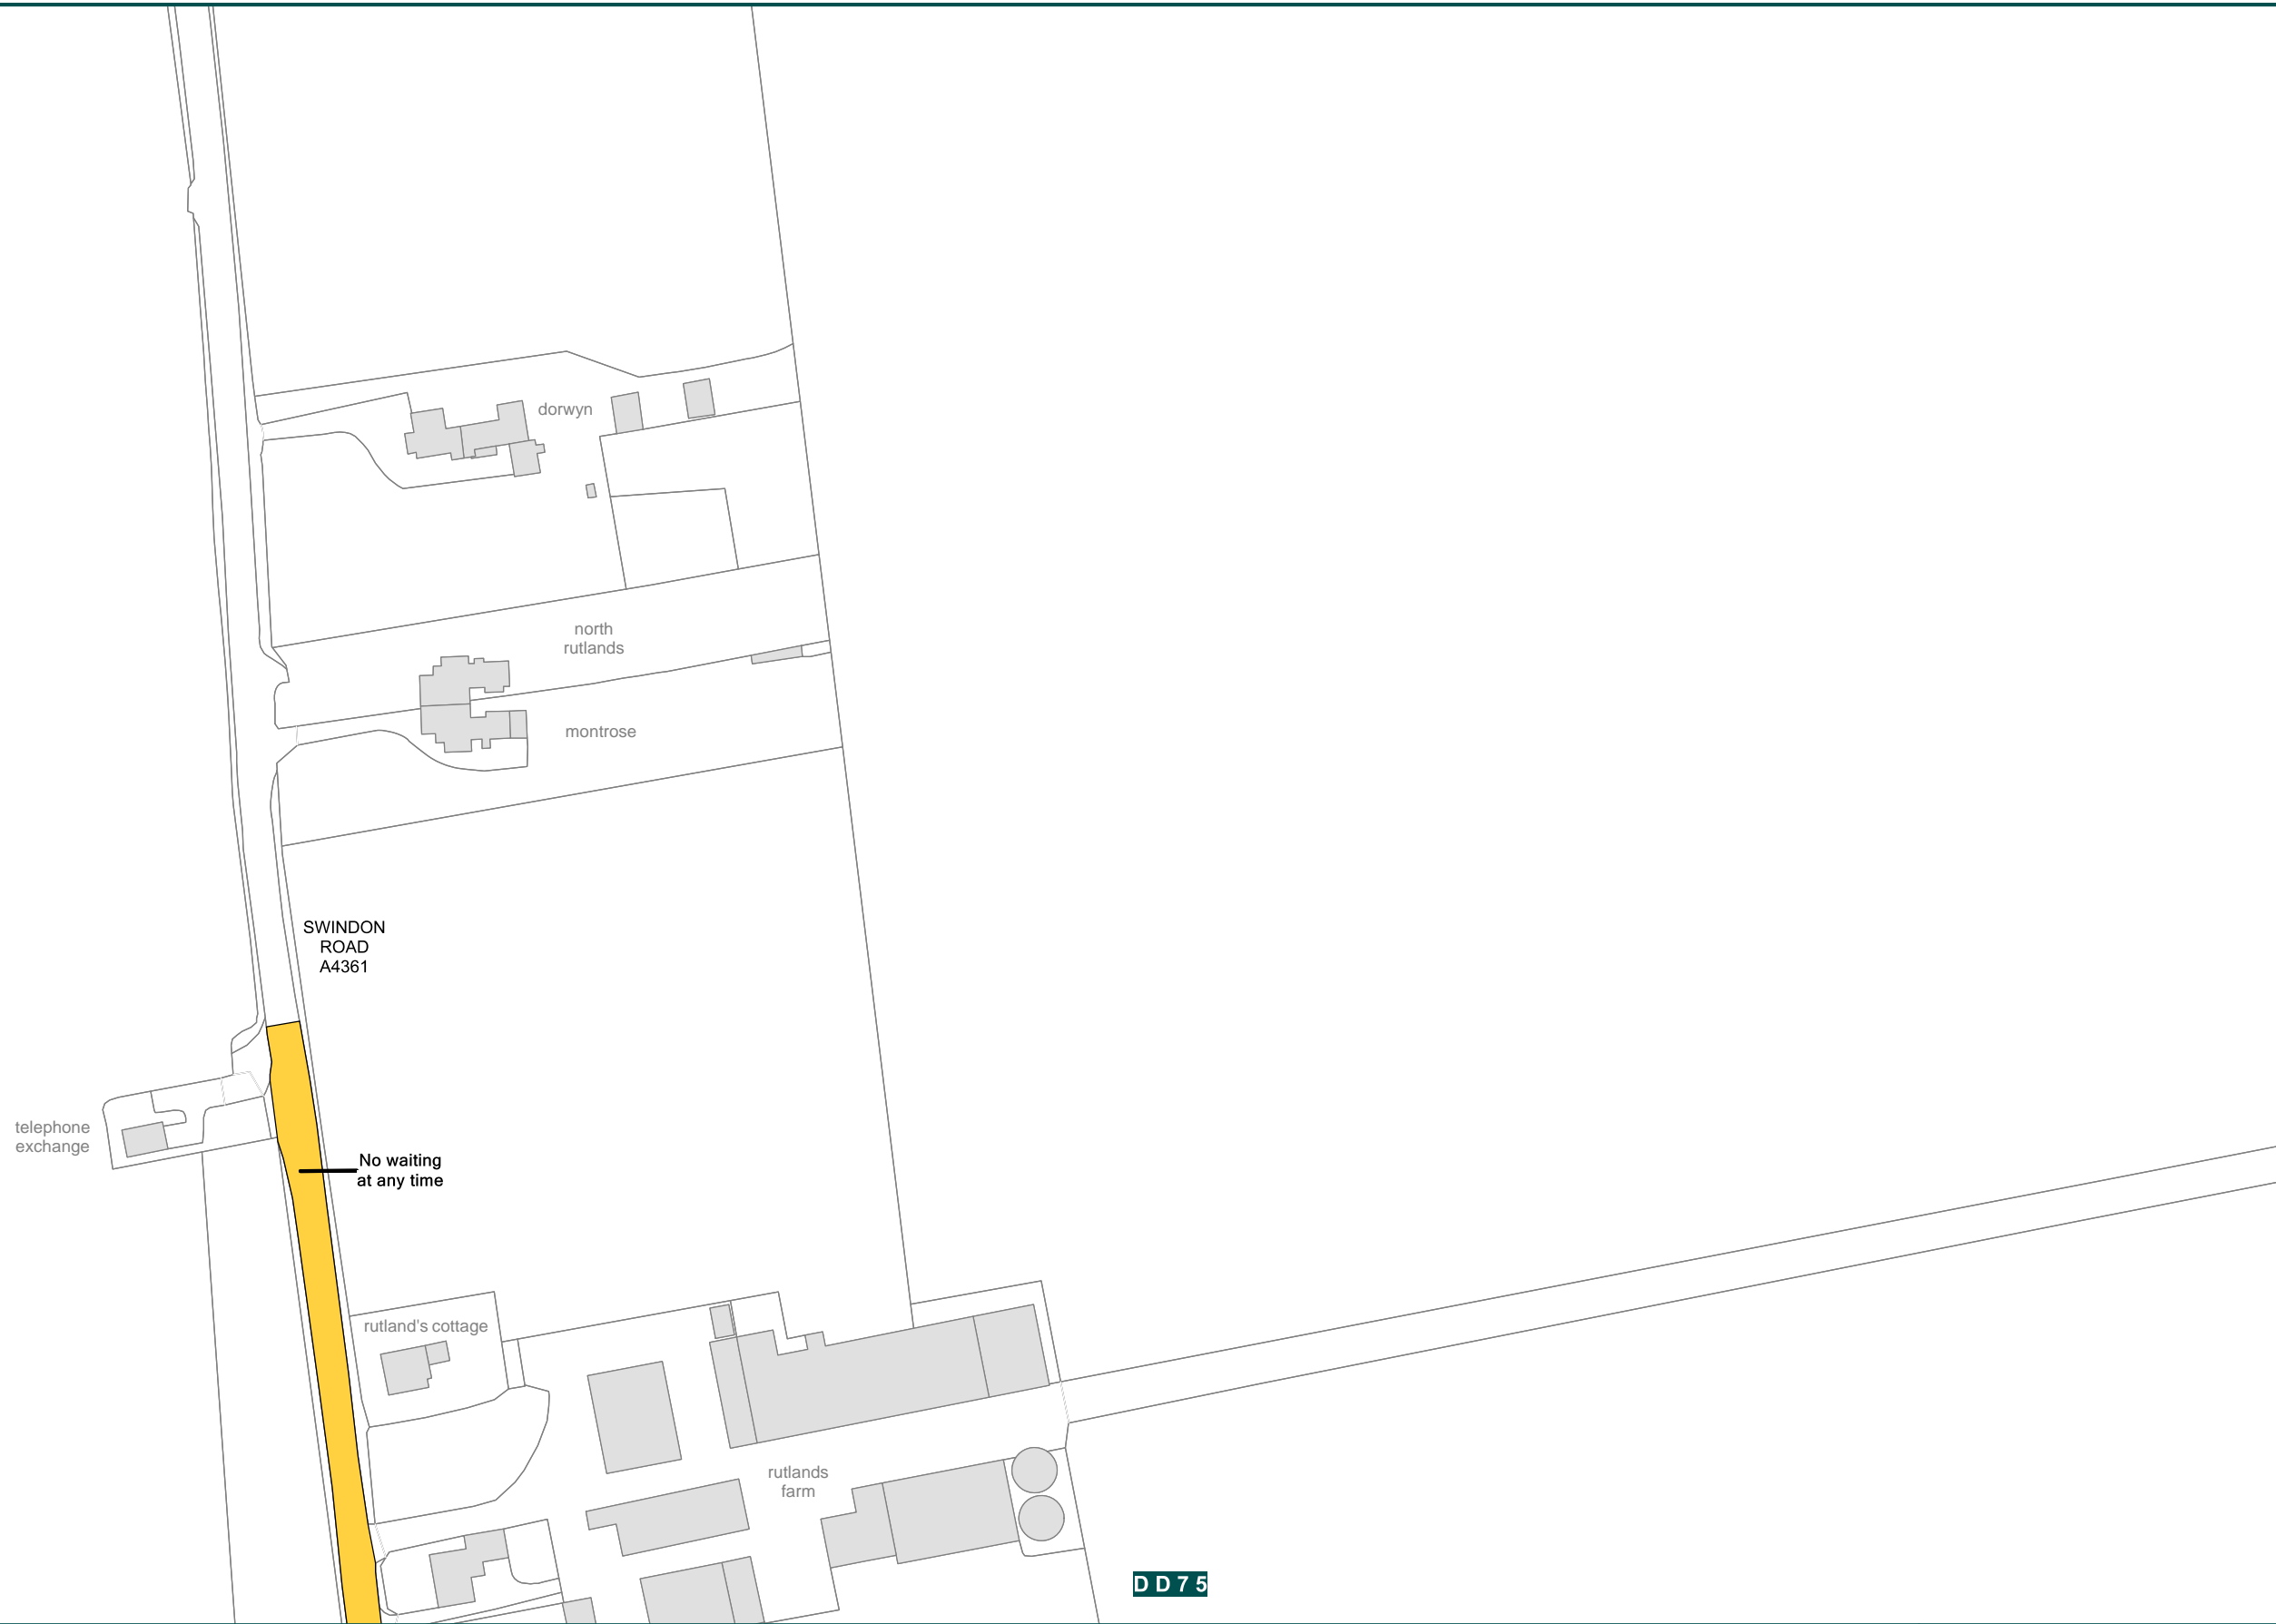 dorwyn
north
rutlands
montrose
SWINDON
ROAD
A4361
telephone
exchange
No waiting
at any time
rutland's cottage
rutlands
farm
DD75